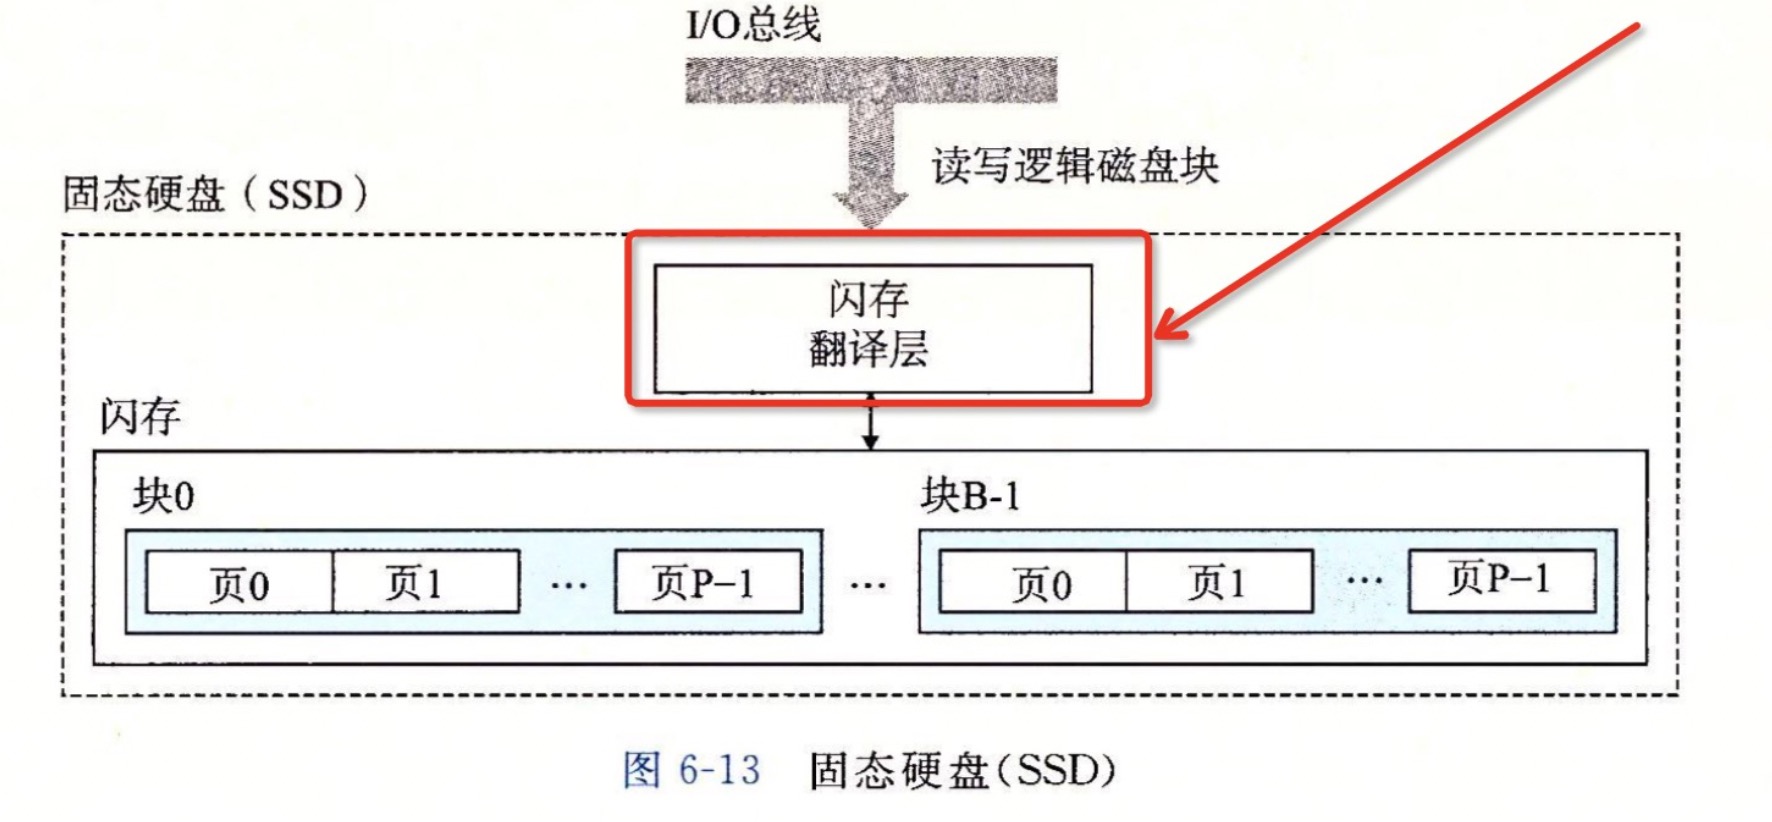 I/O总线
读写逻辑磁盘块
固态硬盘（SSD）
闪存
翻译层
闪存
块0
块B-1
页0 页1 … 页P-1 … 页0 页1 … 页P-1
图 6-13 固态硬盘(SSD)